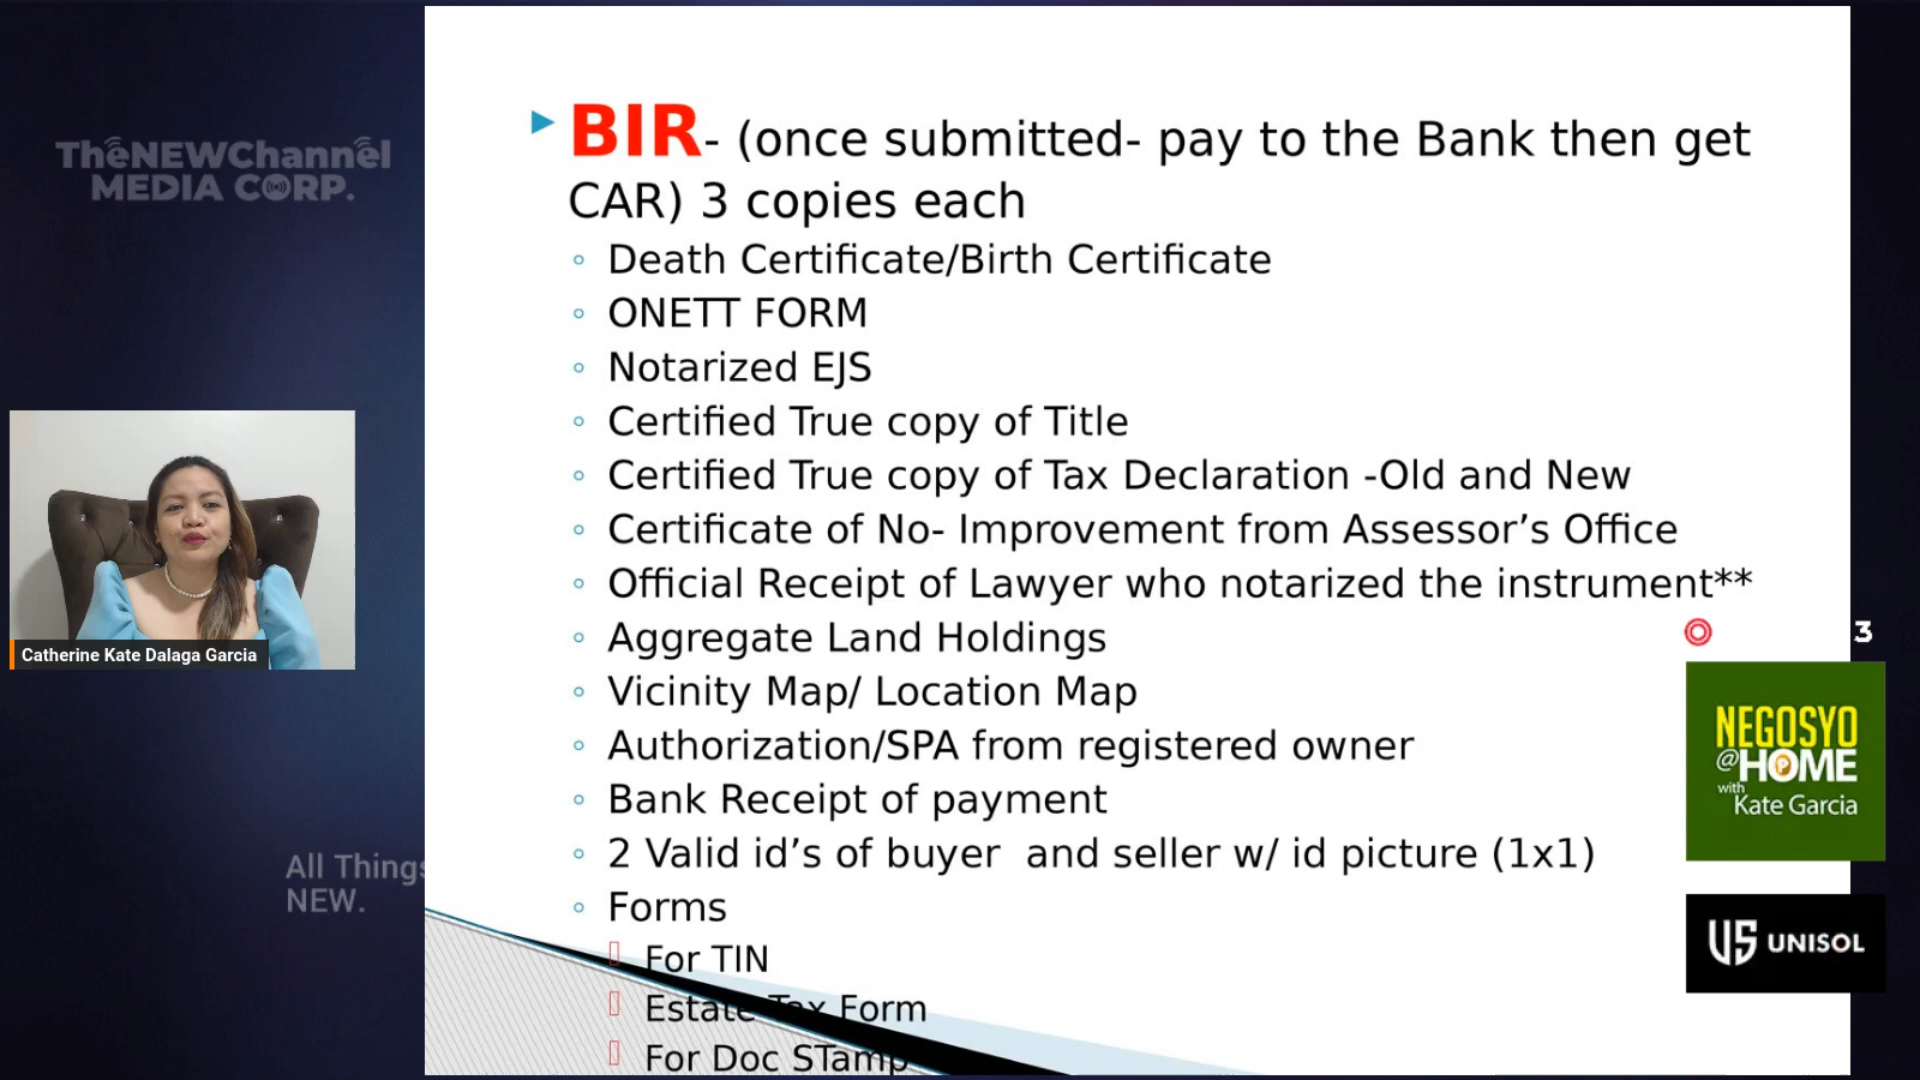 ThéNEWChannel
MEDIA CORP.
BIR- (once submitted- pay to the Bank then get
CAR) 3 copies each
Death Certificate/Birth Certificate
ONETT FORM
Notarized EJS
Certified True copy of Title
Certified True copy of Tax Declaration -Old and New
Certificate of No- Improvement from Assessor’s Office
Official Receipt of Lawyer who notarized the instrument**
Aggregate Land Holdings
Vicinity Map/ Location Map
Authorization/SPA from registered owner
Bank Receipt of payment
2 Valid id’s of buyer  and seller w/ id picture (1x1)
Forms
For TIN
Estate Tax Form
For Doc STamp
Catherine Kate Dalaga Garcia
All Things
NEW.
3
NEGOSYO
@HOME
with
Kate Garcia
US UNISOL